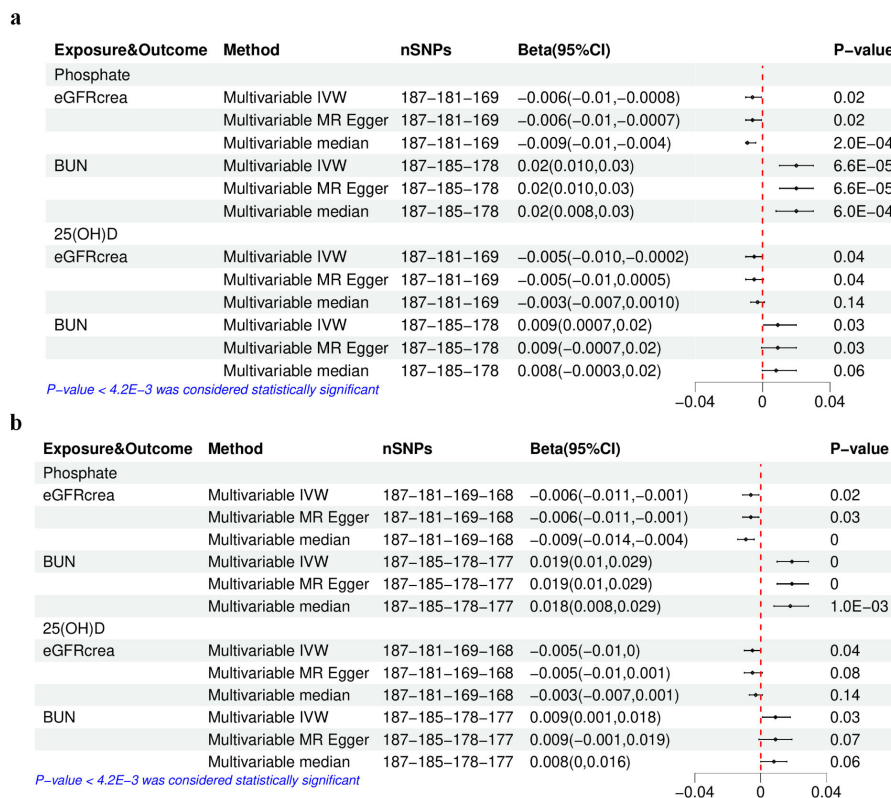 a
Exposure&Outcome Method nSNPs Beta(95%CI) P−value
Phosphate
eGFRcrea Multivariable IVW 187−181−169 −0.006(−0.01,−0.0008) 0.02
Multivariable MR Egger 187−181−169 −0.006(−0.01,−0.0007) 0.02
Multivariable median 187−181−169 −0.009(−0.01,−0.004) 2.0E−04
BUN Multivariable IVW 187−185−178 0.02(0.010,0.03) 6.6E−05
Multivariable MR Egger 187−185−178 0.02(0.010,0.03) 6.6E−05
Multivariable median 187−185−178 0.02(0.008,0.03) 6.0E−04
25(OH)D
eGFRcrea Multivariable IVW 187−181−169 −0.005(−0.010,−0.0002) 0.04
Multivariable MR Egger 187−181−169 −0.005(−0.01,0.0005) 0.04
Multivariable median 187−181−169 −0.003(−0.007,0.0010) 0.14
BUN Multivariable IVW 187−185−178 0.009(0.0007,0.02) 0.03
Multivariable MR Egger 187−185−178 0.009(−0.0007,0.02) 0.03
Multivariable median 187−185−178 0.008(−0.0003,0.02) 0.06
P−value < 4.2E−3 was considered statistically significant
−0.04 0 0.04
b
Exposure&Outcome Method nSNPs Beta(95%CI) P−value
Phosphate
eGFRcrea Multivariable IVW 187−181−169−168 −0.006(−0.011,−0.001) 0.02
Multivariable MR Egger 187−181−169−168 −0.006(−0.011,−0.001) 0.03
Multivariable median 187−181−169−168 −0.009(−0.014,−0.004) 0
BUN Multivariable IVW 187−185−178−177 0.019(0.01,0.029) 0
Multivariable MR Egger 187−185−178−177 0.019(0.01,0.029) 0
Multivariable median 187−185−178−177 0.018(0.008,0.029) 1.0E−03
25(OH)D
eGFRcrea Multivariable IVW 187−181−169−168 −0.005(−0.01,0) 0.04
Multivariable MR Egger 187−181−169−168 −0.005(−0.01,0.001) 0.08
Multivariable median 187−181−169−168 −0.003(−0.007,0.001) 0.14
BUN Multivariable IVW 187−185−178−177 0.009(0.001,0.018) 0.03
Multivariable MR Egger 187−185−178−177 0.009(−0.001,0.019) 0.07
Multivariable median 187−185−178−177 0.008(0,0.016) 0.06
P−value < 4.2E−3 was considered statistically significant
−0.04 0 0.04